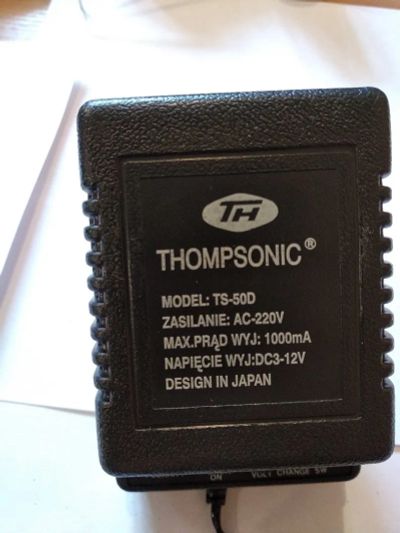 TH
THOMPSONIC®
MODEL: TS-50D
ZASILANIE: AC-220V
MAX.PRĄD WYJ: 1000mA
NAPIĘCIE WYJ:DC3-12V
DESIGN IN JAPAN
ON VOLT CHANGE SW